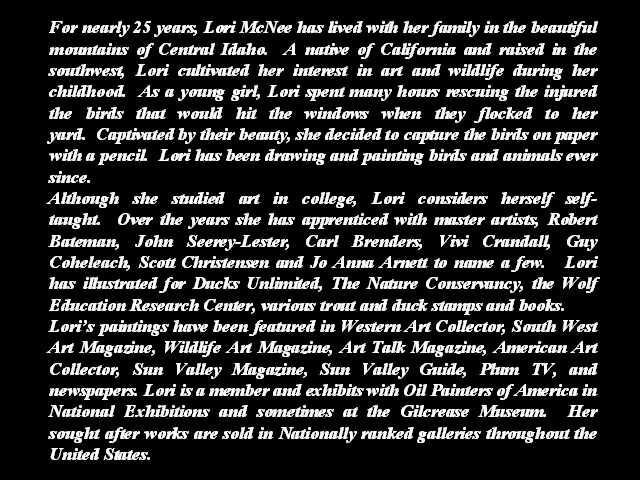 For nearly 25 years, Lori McNee has lived with her family in the beautiful
mountains of Central Idaho. A native of California and raised in the
southwest, Lori cultivated her interest in art and wildlife during her
childhood. As a young girl, Lori spent many hours rescuing the injured
the birds that would hit the windows when they flocked to her
yard. Captivated by their beauty, she decided to capture the birds on paper
with a pencil. Lori has been drawing and painting birds and animals ever
since.
Although she studied art in college, Lori considers herself self-
taught. Over the years she has apprenticed with master artists, Robert
Bateman, John Seerey-Lester, Carl Brenders, Vivi Crandall, Guy
Coheleach, Scott Christensen and Jo Anna Arnett to name a few. Lori
has illustrated for Ducks Unlimited, The Nature Conservancy, the Wolf
Education Research Center, various trout and duck stamps and books.
Lori's paintings have been featured in Western Art Collector, South West
Art Magazine, Wildlife Art Magazine, Art Talk Magazine, American Art
Collector, Sun Valley Magazine, Sun Valley Guide, Plum TV, and
newspapers. Lori is a member and exhibits with Oil Painters of America in
National Exhibitions and sometimes at the Gilcrease Museum. Her
sought after works are sold in Nationally ranked galleries throughout the
United States.